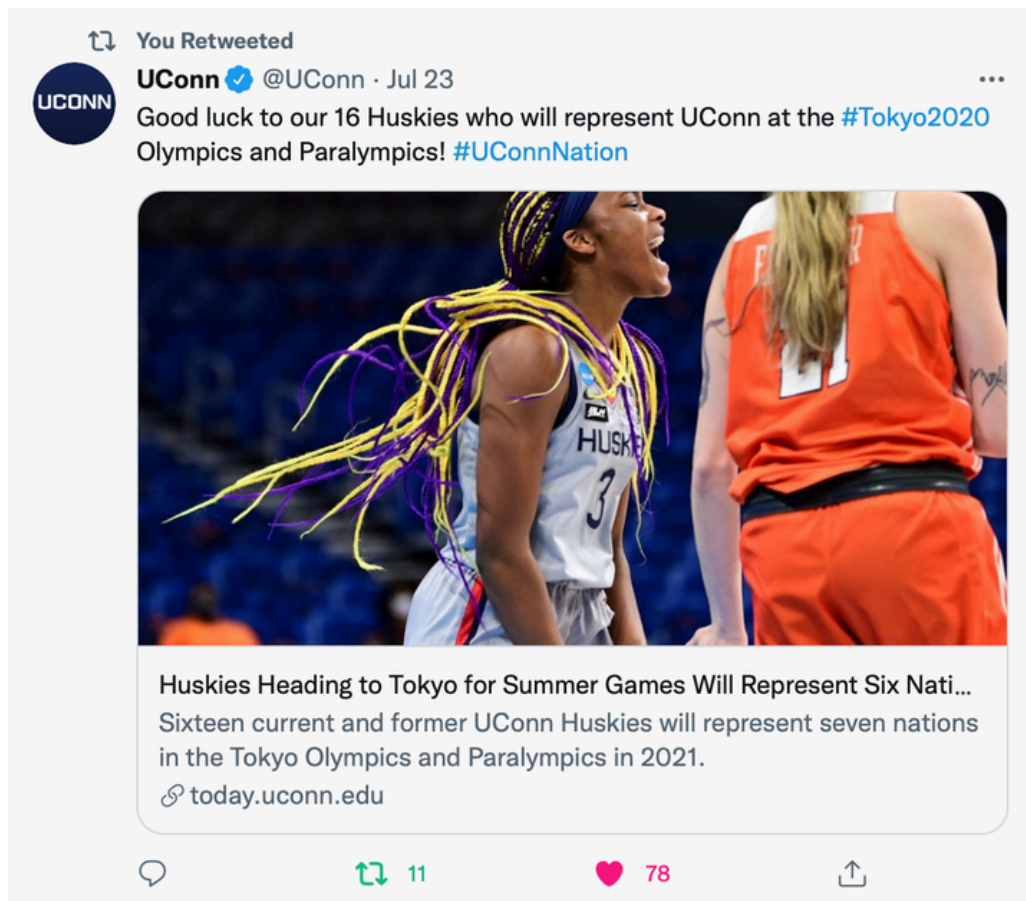 You Retweeted
UConn @UConn · Jul 23
UCONN
Good luck to our 16 Huskies who will represent UConn at the #Tokyo2020
Olympics and Paralympics! #UConnNation
HUSKIE
3
21
Huskies Heading to Tokyo for Summer Games Will Represent Six Nati...
Sixteen current and former UConn Huskies will represent seven nations
in the Tokyo Olympics and Paralympics in 2021.
today.uconn.edu
11
78